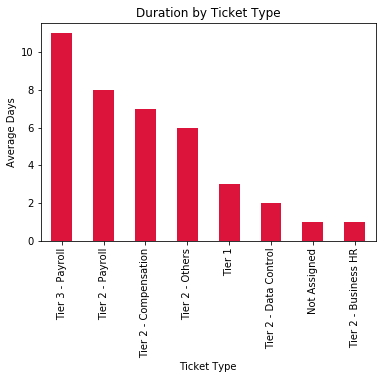 Duration by Ticket Type
Average Days
10
8
6
4
2
0
Tier 3 - Payroll
Tier 2 - Payroll
Tier 2 - Compensation
Tier 2 - Others
Tier 1
Tier 2 - Data Control
Not Assigned
Tier 2 - Business HR
Ticket Type